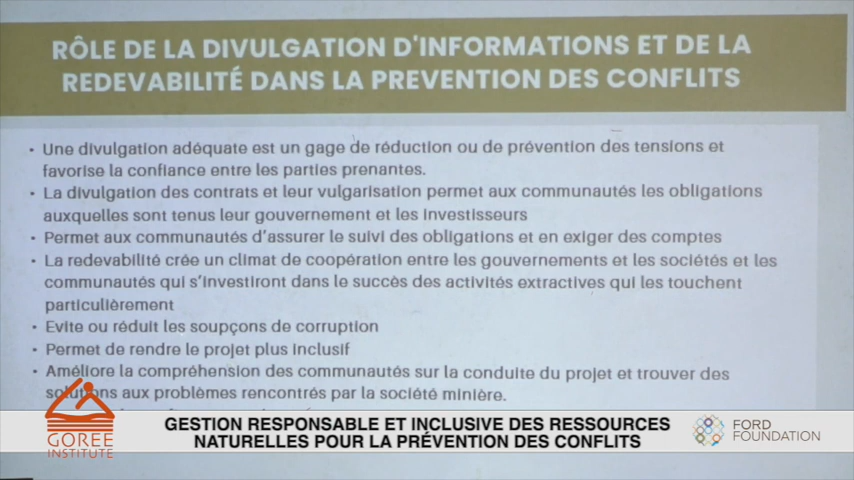 RÔLE DE LA DIVULGATION D'INFORMATIONS ET DE LA
REDEVABILITÉ DANS LA PREVENTION DES CONFLITS
• Une divulgation adéquate est un gage de réduction ou de prévention des tensions et
favorise la confiance entre les parties prenantes.
• La divulgation des contrats et leur vulgarisation permet aux communautés les obligations
auxquelles sont tenus leur gouvernement et les investisseurs
• Permet aux communautés d'assurer le suivi des obligations et en exiger des comptes
• La redevabilité crée un climat de coopération entre les gouvernements et les sociétés et les
communautés qui s'investiront dans le succès des activités extractives qui les touchent
particulièrement
• Evite ou réduit les soupçons de corruption
• Permet de rendre le projet plus inclusif
• Améliore la compréhension des communautés sur la conduite du projet et trouver des
solutions aux problèmes rencontrés par la société minière.
GOREE
INSTITUTE
GESTION RESPONSABLE ET INCLUSIVE DES RESSOURCES
NATURELLES POUR LA PRÉVENTION DES CONFLITS
FORD
FOUNDATION